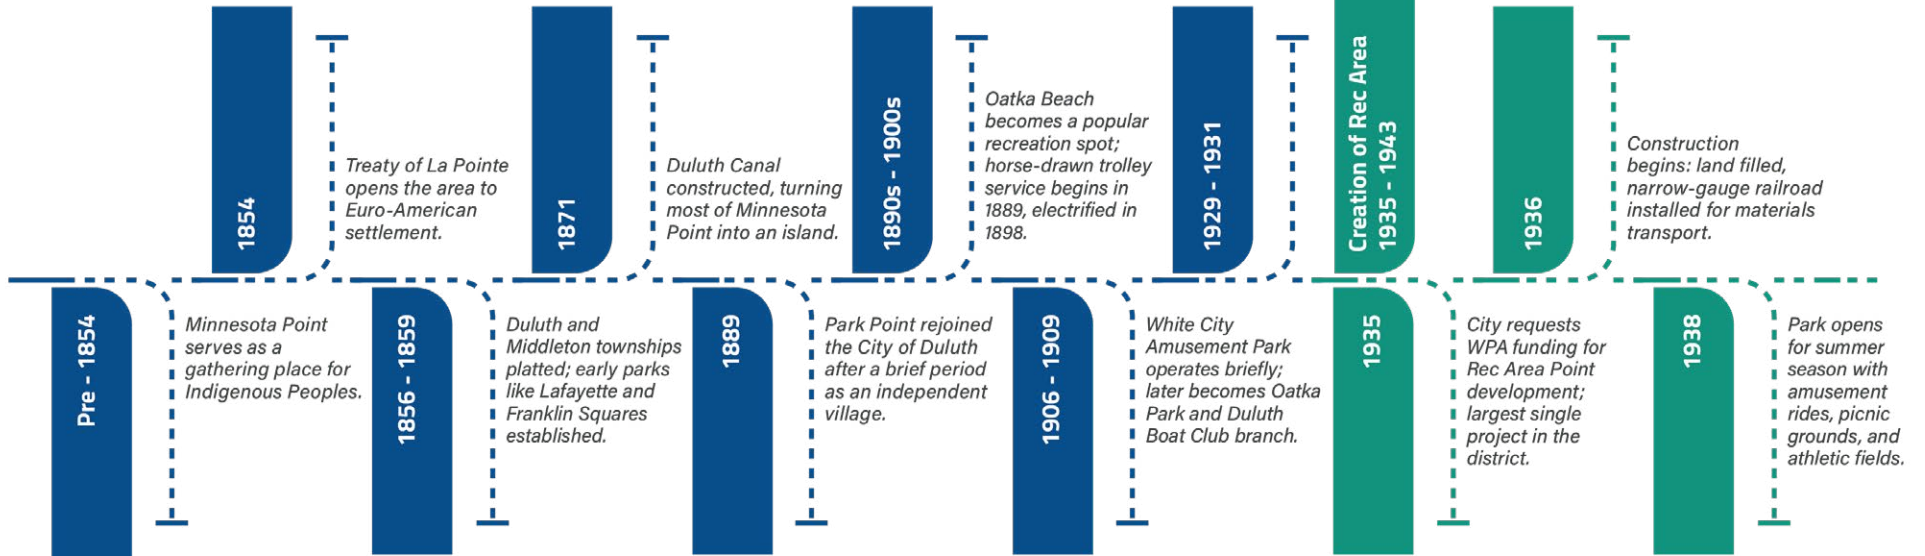 Pre - 1854
Minnesota Point
serves as a
gathering place for
Indigenous Peoples.
1854
Treaty of La Pointe
opens the area to
Euro-American
settlement.
1856 - 1859
Duluth and
Middleton townships
platted; early parks
like Lafayette and
Franklin Squares
established.
1871
Duluth Canal
constructed, turning
most of Minnesota
Point into an island.
1889
Park Point rejoined
the City of Duluth
after a brief period
as an independent
village.
1890s - 1900s
Oatka Beach
becomes a popular
recreation spot;
horse-drawn trolley
service begins in
1889, electrified in
1898.
1906 - 1909
White City
Amusement Park
operates briefly;
later becomes Oatka
Park and Duluth
Boat Club branch.
1929 - 1931
Creation of Rec Area
1935 - 1943
1935
City requests
WPA funding for
Rec Area Point
development;
largest single
project in the
district.
1936
Construction
begins: land filled,
narrow-gauge railroad
installed for materials
transport.
1938
Park opens
for summer
season with
amusement
rides, picnic
grounds, and
athletic fields.